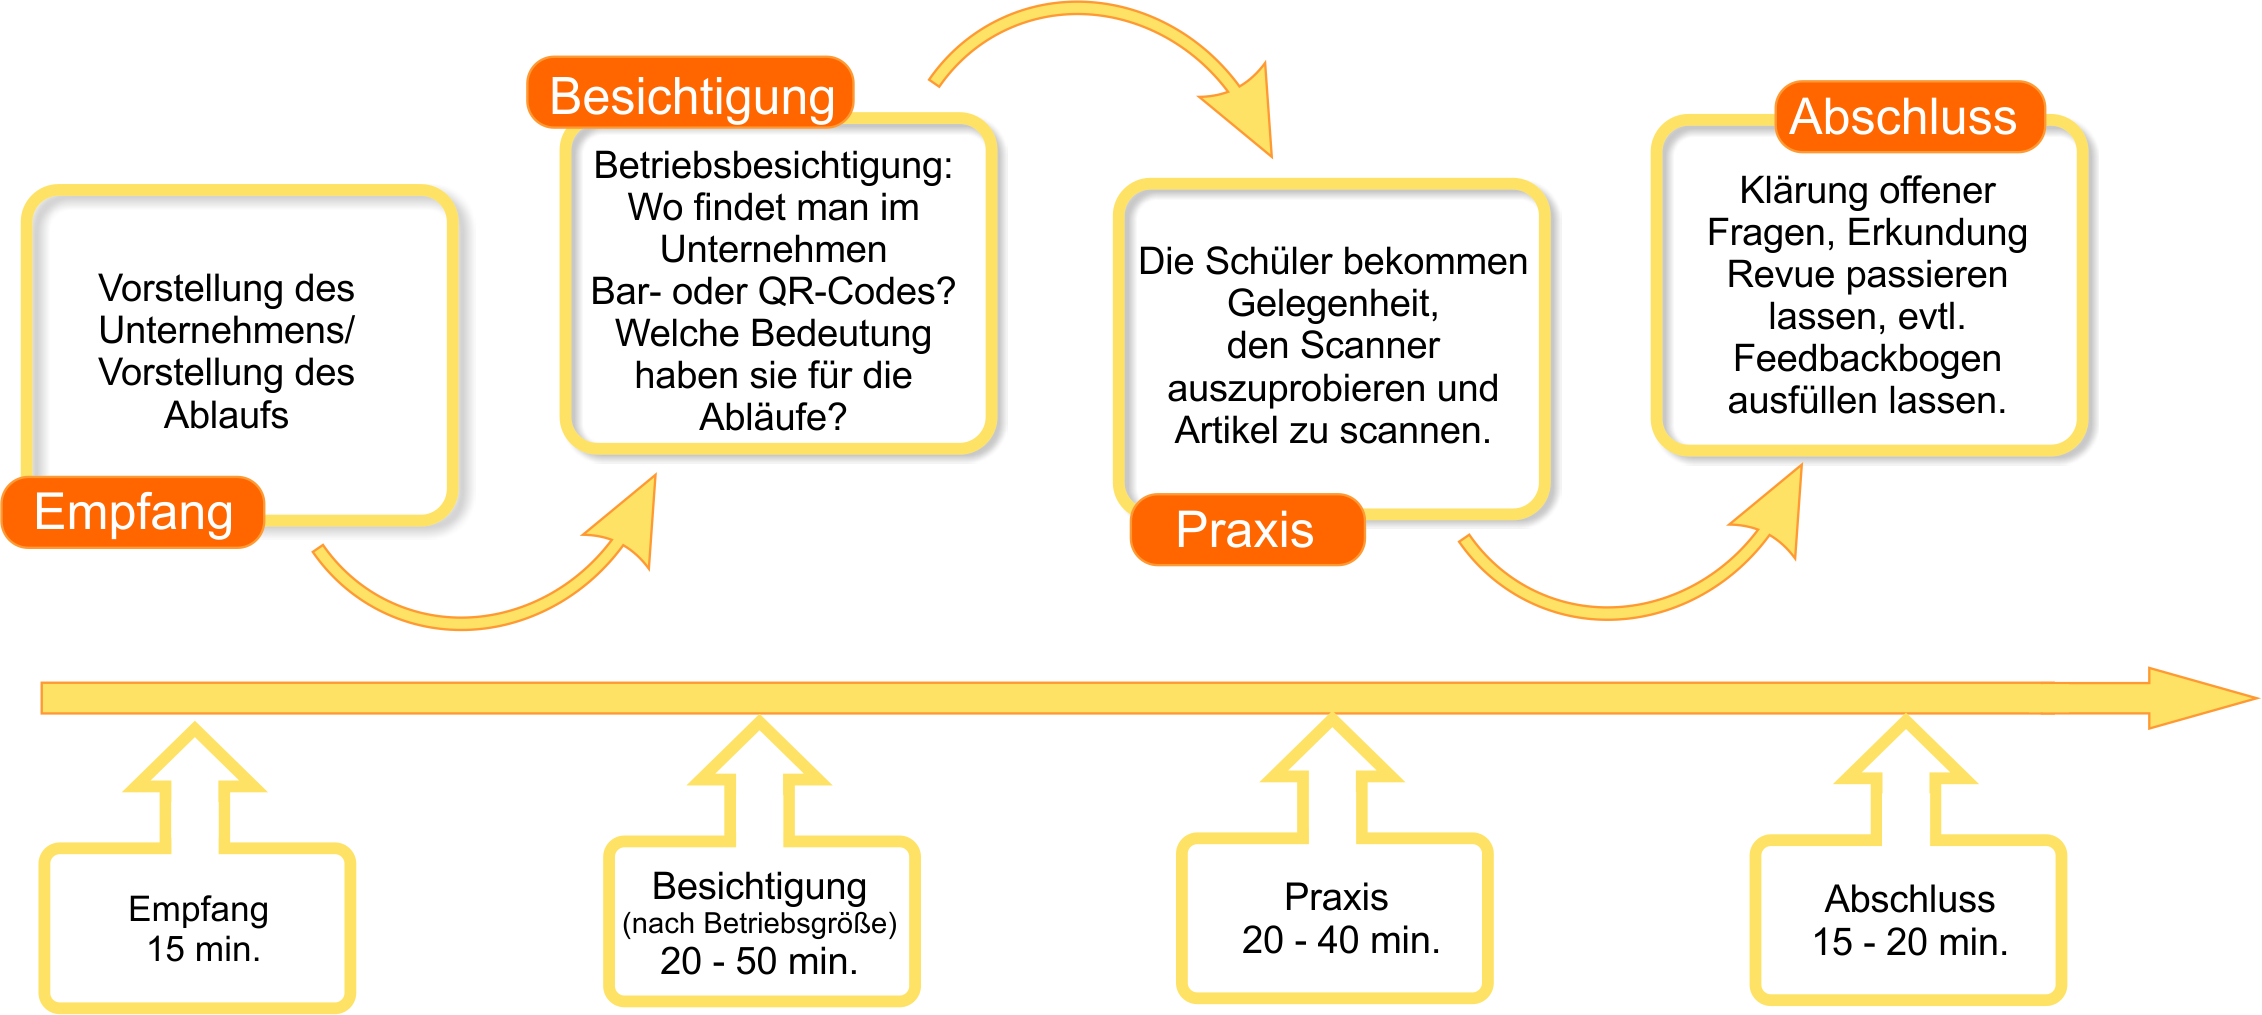 Empfang
Vorstellung des
Unternehmens/
Vorstellung des
Ablaufs
Besichtigung
Betriebsbesichtigung:
Wo findet man im
Unternehmen
Bar- oder QR-Codes?
Welche Bedeutung
haben sie für die
Abläufe?
Praxis
Die Schüler bekommen
Gelegenheit,
den Scanner
auszuprobieren und
Artikel zu scannen.
Abschluss
Klärung offener
Fragen, Erkundung
Revue passieren
lassen, evtl.
Feedbackbogen
ausfüllen lassen.
Empfang
15 min.
Besichtigung
(nach Betriebsgröße)
20 - 50 min.
Praxis
20 - 40 min.
Abschluss
15 - 20 min.